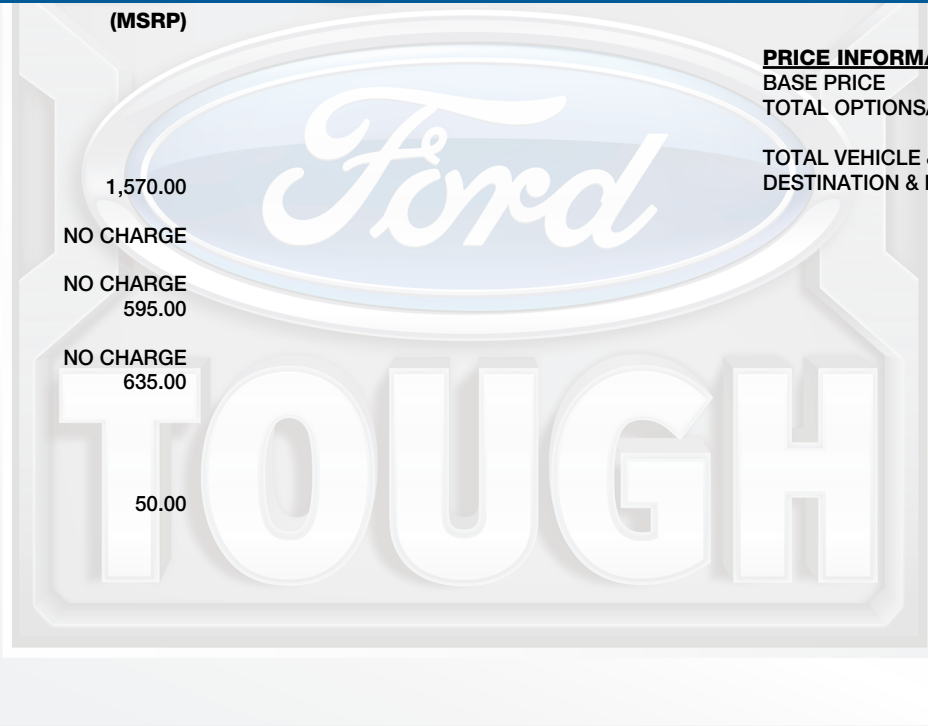 (MSRP)
1,570.00
NO CHARGE
NO CHARGE
595.00
NO CHARGE
635.00
50.00
PRICE INFORMA
BASE PRICE
TOTAL OPTIONS
TOTAL VEHICLE
DESTINATION &
Ford
TOUGH